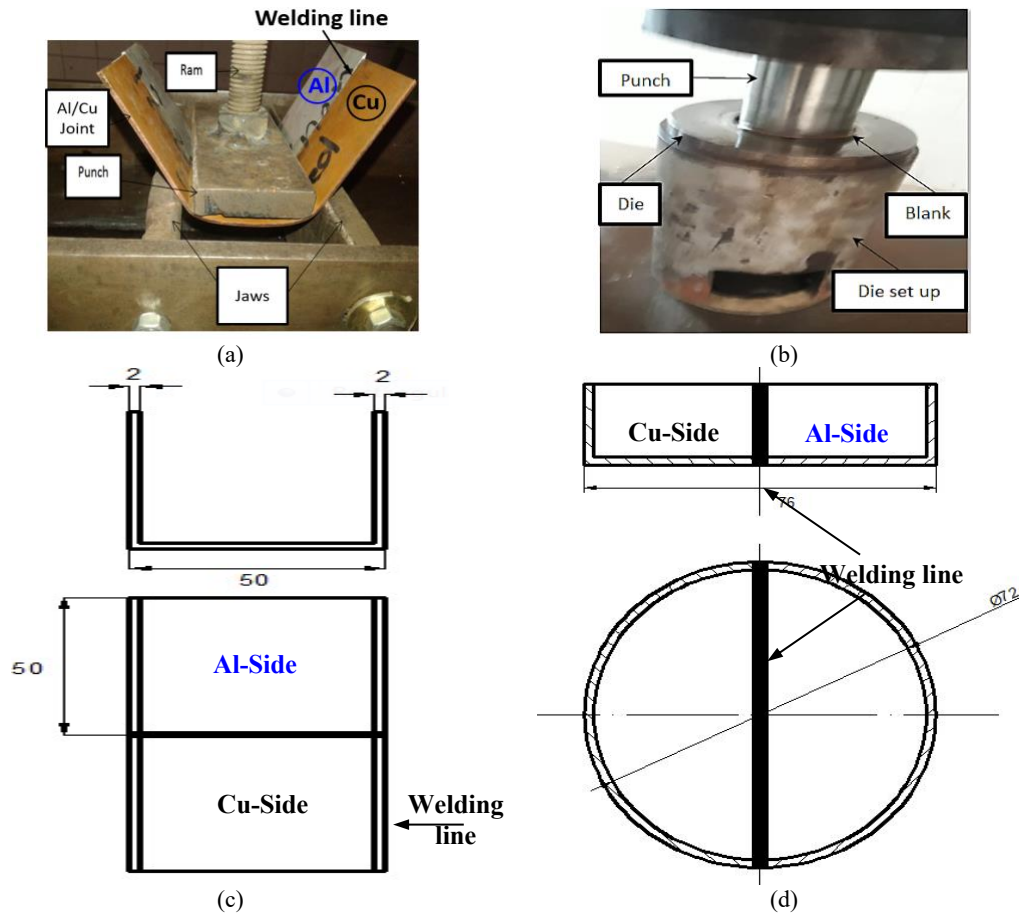 Welding line
Ram
Al
Cu
Al/Cu
Joint
Punch
Jaws
(a)
Punch
Die
Blank
Die set up
(b)
2
2
50
50
Al-Side
Cu-Side
Welding
line
(c)
Cu-Side
Al-Side
76
Welding line
Ø72
(d)